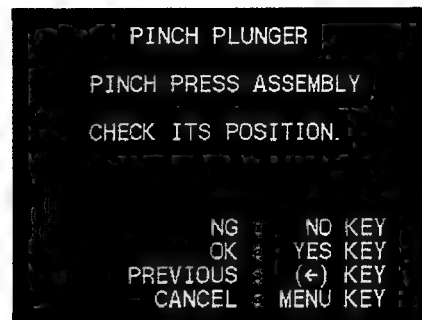 PINCH PLUNGER
PINCH PRESS ASSEMBLY
CHECK ITS POSITION.
NG : NO KEY
OK : YES KEY
PREVIOUS : (←) KEY
CANCEL : MENU KEY